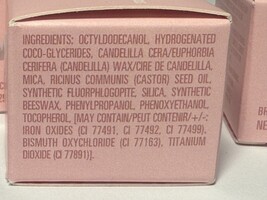 INGREDIENTS: OCTYLDODECANOL, HYDROGENATED
COCO-GLYCERIDES, CANDELILLA CERA/EUPHORBIA
CERIFERA (CANDELILLA) WAX/CIRE DE CANDELILLA,
MICA, RICINUS COMMUNIS (CASTOR) SEED OIL,
SYNTHETIC FLUORPHLOGOPITE, SILICA, SYNTHETIC
BEESWAX, PHENYLPROPANOL, PHENOXYETHANOL,
TOCOPHEROL, [MAY CONTAIN/PEUT CONTENIR/+/-:
IRON OXIDES (CI 77491, CI 77492, CI 77499),
BISMUTH OXYCHLORIDE (CI 77163), TITANIUM
DIOXIDE (CI 77891)].
BR
NE